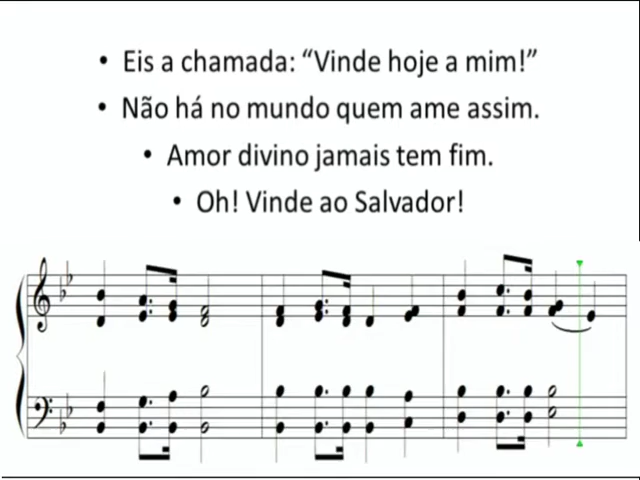 • Eis a chamada: “Vinde hoje a mim!”
• Não há no mundo quem ame assim.
• Amor divino jamais tem fim.
• Oh! Vinde ao Salvador!